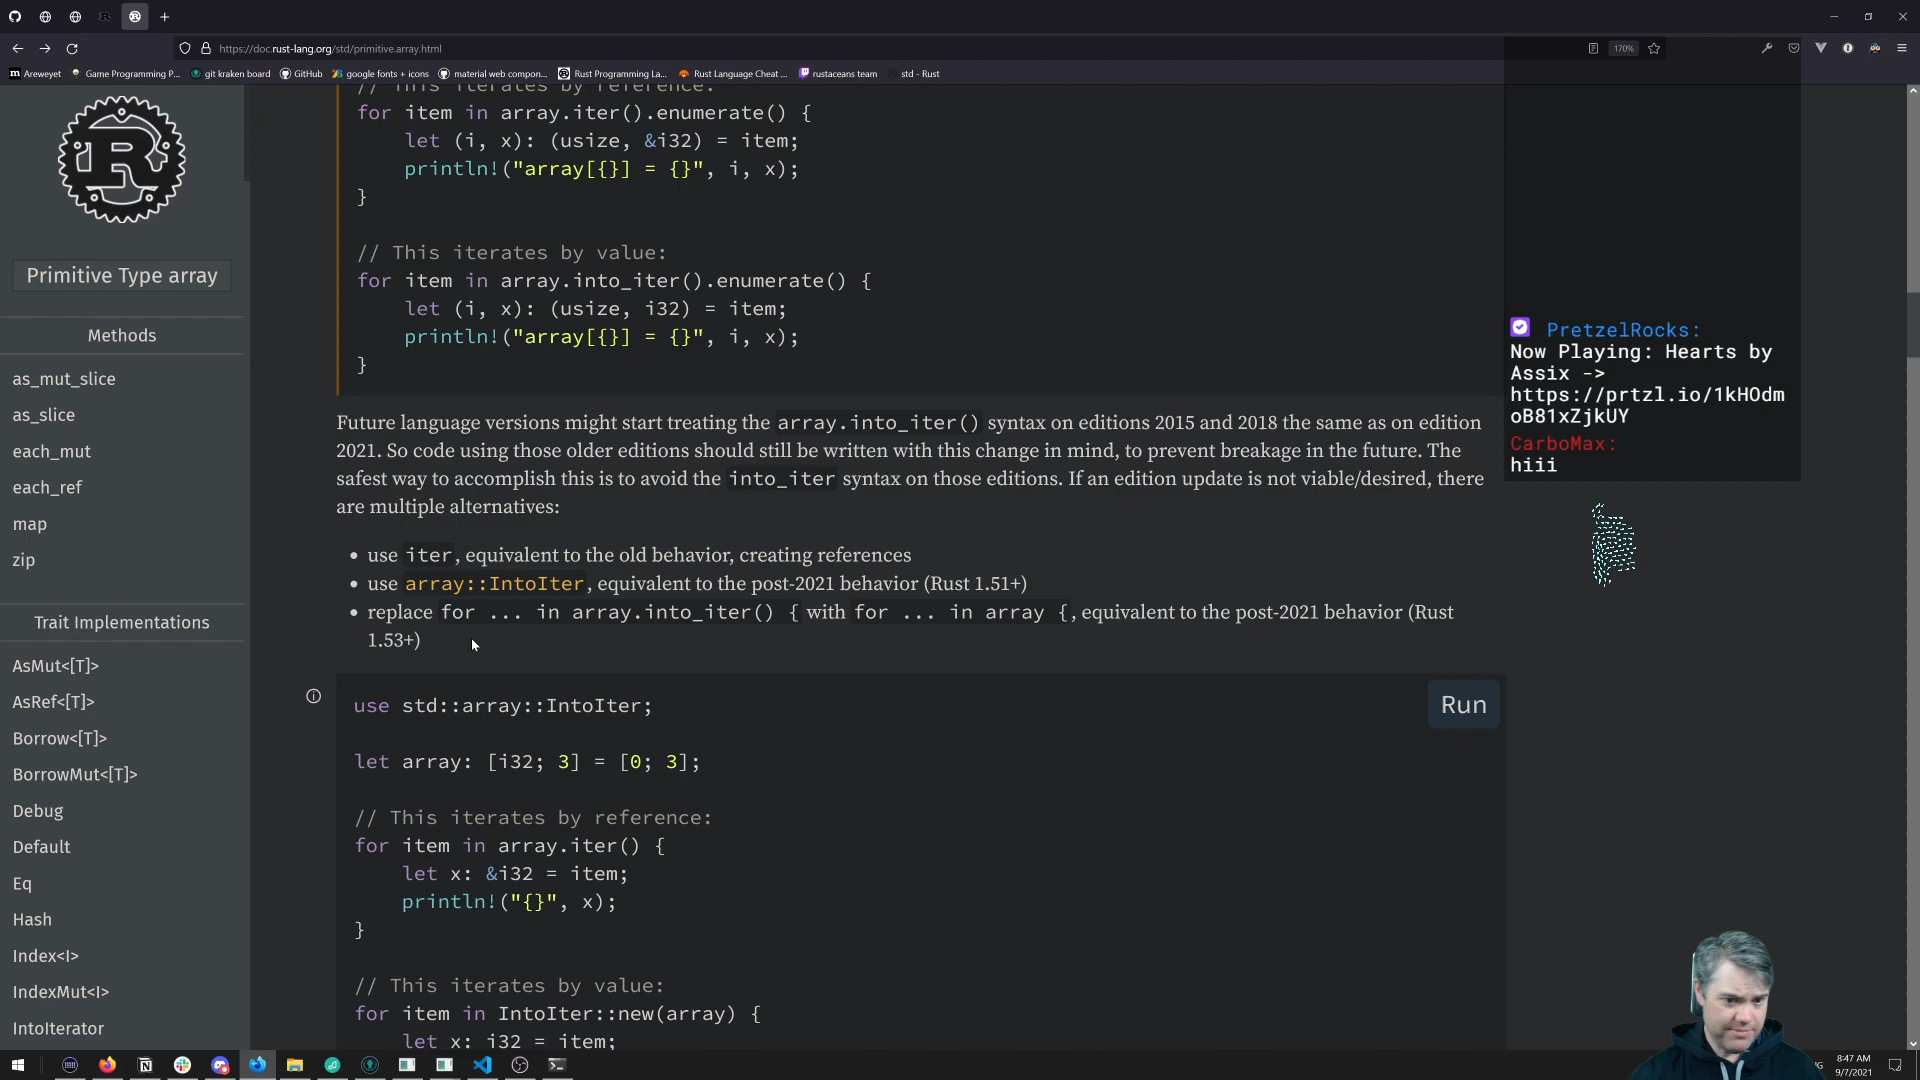 https://doc.rust-lang.org/std/primitive.array.html
170%
Areweyet
Game Programming P...
git kraken board
GitHub
google fonts + icons
material web compon...
Rust Programming La...
Rust Language Cheat ...
rustaceans team
std - Rust
Primitive Type array
Methods
as_mut_slice
as_slice
each_mut
each_ref
map
zip
Trait Implementations
AsMut<[T]>
AsRef<[T]>
Borrow<[T]>
BorrowMut<[T]>
Debug
Default
Eq
Hash
Index<I>
IndexMut<I>
IntoIterator
// This iterates by reference:
for item in array.iter().enumerate() {
    let (i, x): (usize, &i32) = item;
    println!("array[{}] = {}", i, x);
}
// This iterates by value:
for item in array.into_iter().enumerate() {
    let (i, x): (usize, i32) = item;
    println!("array[{}] = {}", i, x);
}
Future language versions might start treating the array.into_iter() syntax on editions 2015 and 2018 the same as on edition
2021. So code using those older editions should still be written with this change in mind, to prevent breakage in the future. The
safest way to accomplish this is to avoid the into_iter syntax on those editions. If an edition update is not viable/desired, there
are multiple alternatives:
• use iter, equivalent to the old behavior, creating references
• use array::IntoIter, equivalent to the post-2021 behavior (Rust 1.51+)
• replace for ... in array.into_iter() { with for ... in array {, equivalent to the post-2021 behavior (Rust
1.53+)
Run
use std::array::IntoIter;
let array: [i32; 3] = [0; 3];
// This iterates by reference:
for item in array.iter() {
    let x: &i32 = item;
    println!("{}", x);
}
// This iterates by value:
for item in IntoIter::new(array) {
    let x: i32 = item;
PretzelRocks:
Now Playing: Hearts by
Assix ->
https://prtzl.io/1kHOdm
oB81xZjkUY
CarboMax:
hiii
8:47 AM
9/7/2021